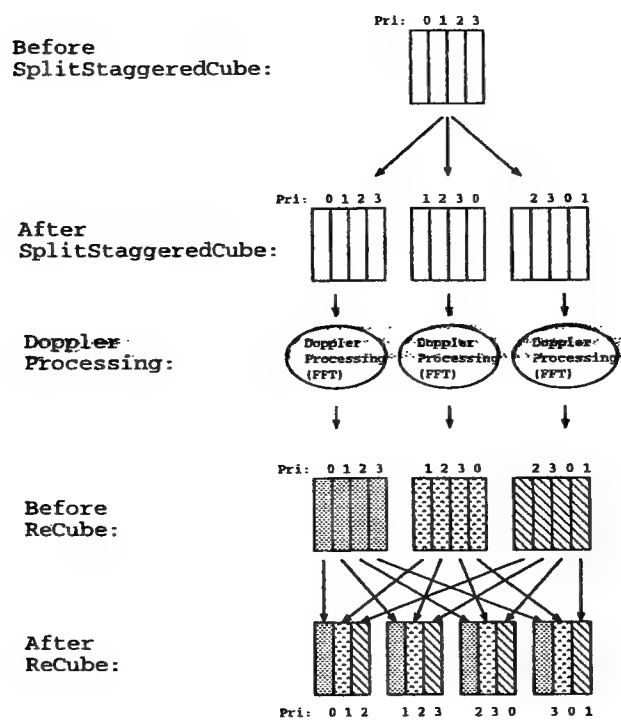 Pri: 0 1 2 3
Before
SplitStaggeredCube:
Pri: 0 1 2 3 1 2 3 0 2 3 0 1
After
SplitStaggeredCube:
Doppler
Processing:
Doppler
Processing
(FFT)
Doppler
Processing
(FFT)
Doppler
Processing
(FFT)
Pri: 0 1 2 3 1 2 3 0 2 3 0 1
Before
ReCube:
After
ReCube:
Pri: 0 1 2 1 2 3 2 3 0 3 0 1